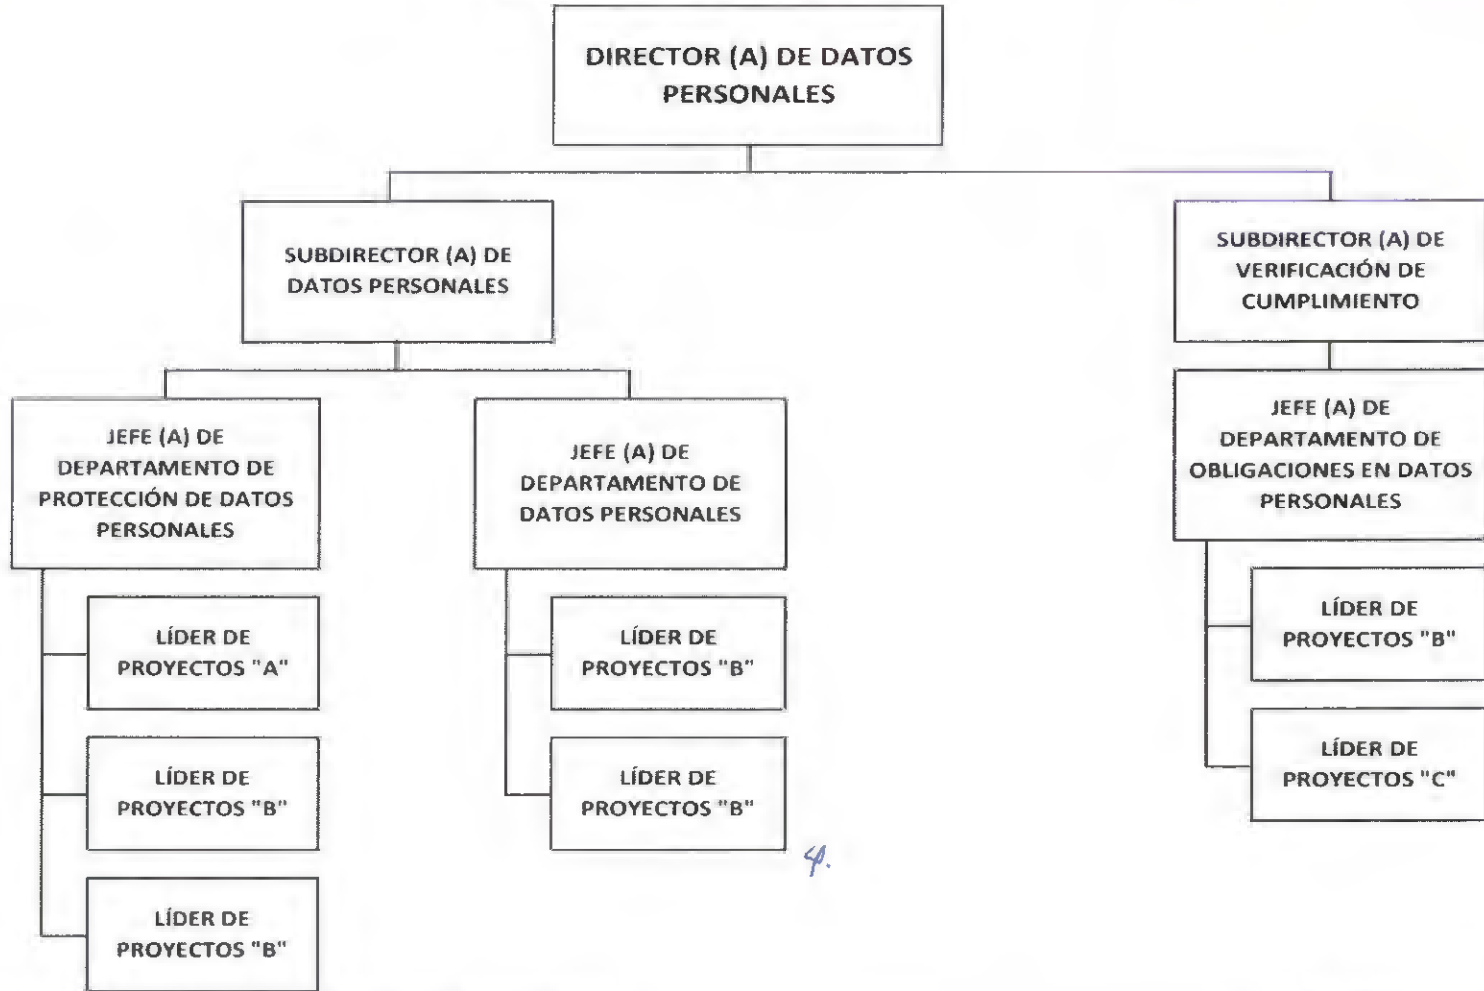 DIRECTOR (A) DE DATOS
PERSONALES
SUBDIRECTOR (A) DE
DATOS PERSONALES
SUBDIRECTOR (A) DE
VERIFICACIÓN DE
CUMPLIMIENTO
JEFE (A) DE
DEPARTAMENTO DE
PROTECCIÓN DE DATOS
PERSONALES
JEFE (A) DE
DEPARTAMENTO DE
DATOS PERSONALES
JEFE (A) DE
DEPARTAMENTO DE
OBLIGACIONES EN DATOS
PERSONALES
LÍDER DE
PROYECTOS "A"
LÍDER DE
PROYECTOS "B"
LÍDER DE
PROYECTOS "B"
LÍDER DE
PROYECTOS "B"
LÍDER DE
PROYECTOS "B"
LÍDER DE
PROYECTOS "B"
LÍDER DE
PROYECTOS "C"